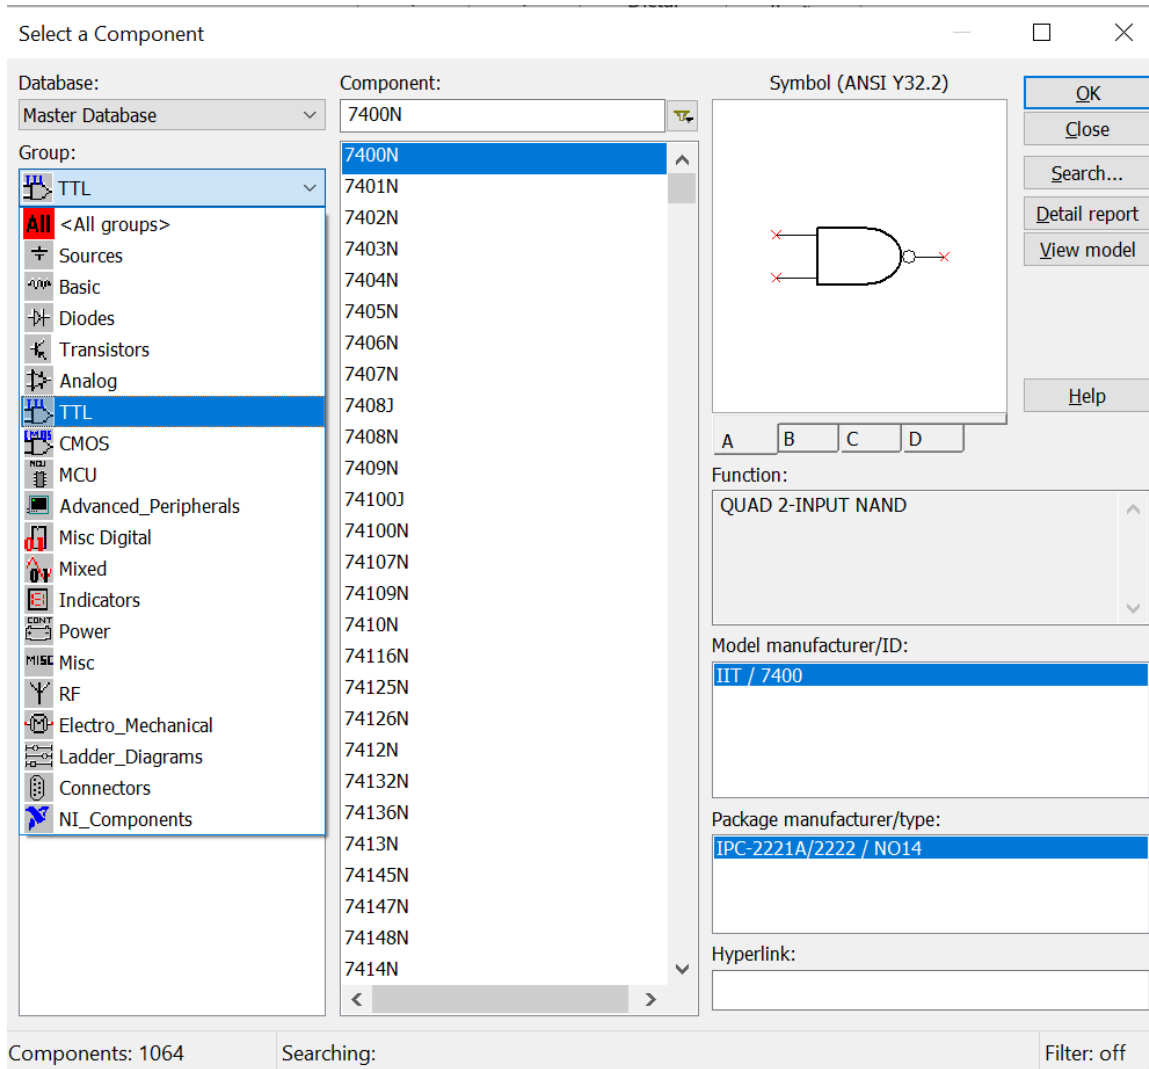 Select a Component
Database:
Master Database
Group:
TTL
All <All groups>
Sources
Basic
Diodes
Transistors
Analog
TTL
CMOS CMOS
MCU MCU
Advanced_Peripherals
Misc Digital
Mixed
Indicators
CONT Power
MISC Misc
RF
Electro_Mechanical
Ladder_Diagrams
Connectors
NI_Components
Component:
7400N
7400N
7401N
7402N
7403N
7404N
7405N
7406N
7407N
7408J
7408N
7409N
74100J
74100N
74107N
74109N
7410N
74116N
74125N
74126N
7412N
74132N
74136N
7413N
74145N
74147N
74148N
7414N
Symbol (ANSI Y32.2)
A B C D
Function:
QUAD 2-INPUT NAND
Model manufacturer/ID:
IIT / 7400
Package manufacturer/type:
IPC-2221A/2222 / NO14
Hyperlink:
OK
Close
Search...
Detail report
View model
Help
Components: 1064 Searching: Filter: off